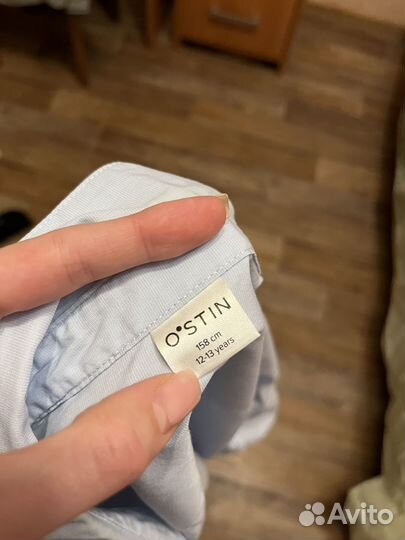 O'STIN
158 cm
12-13 years
Avito